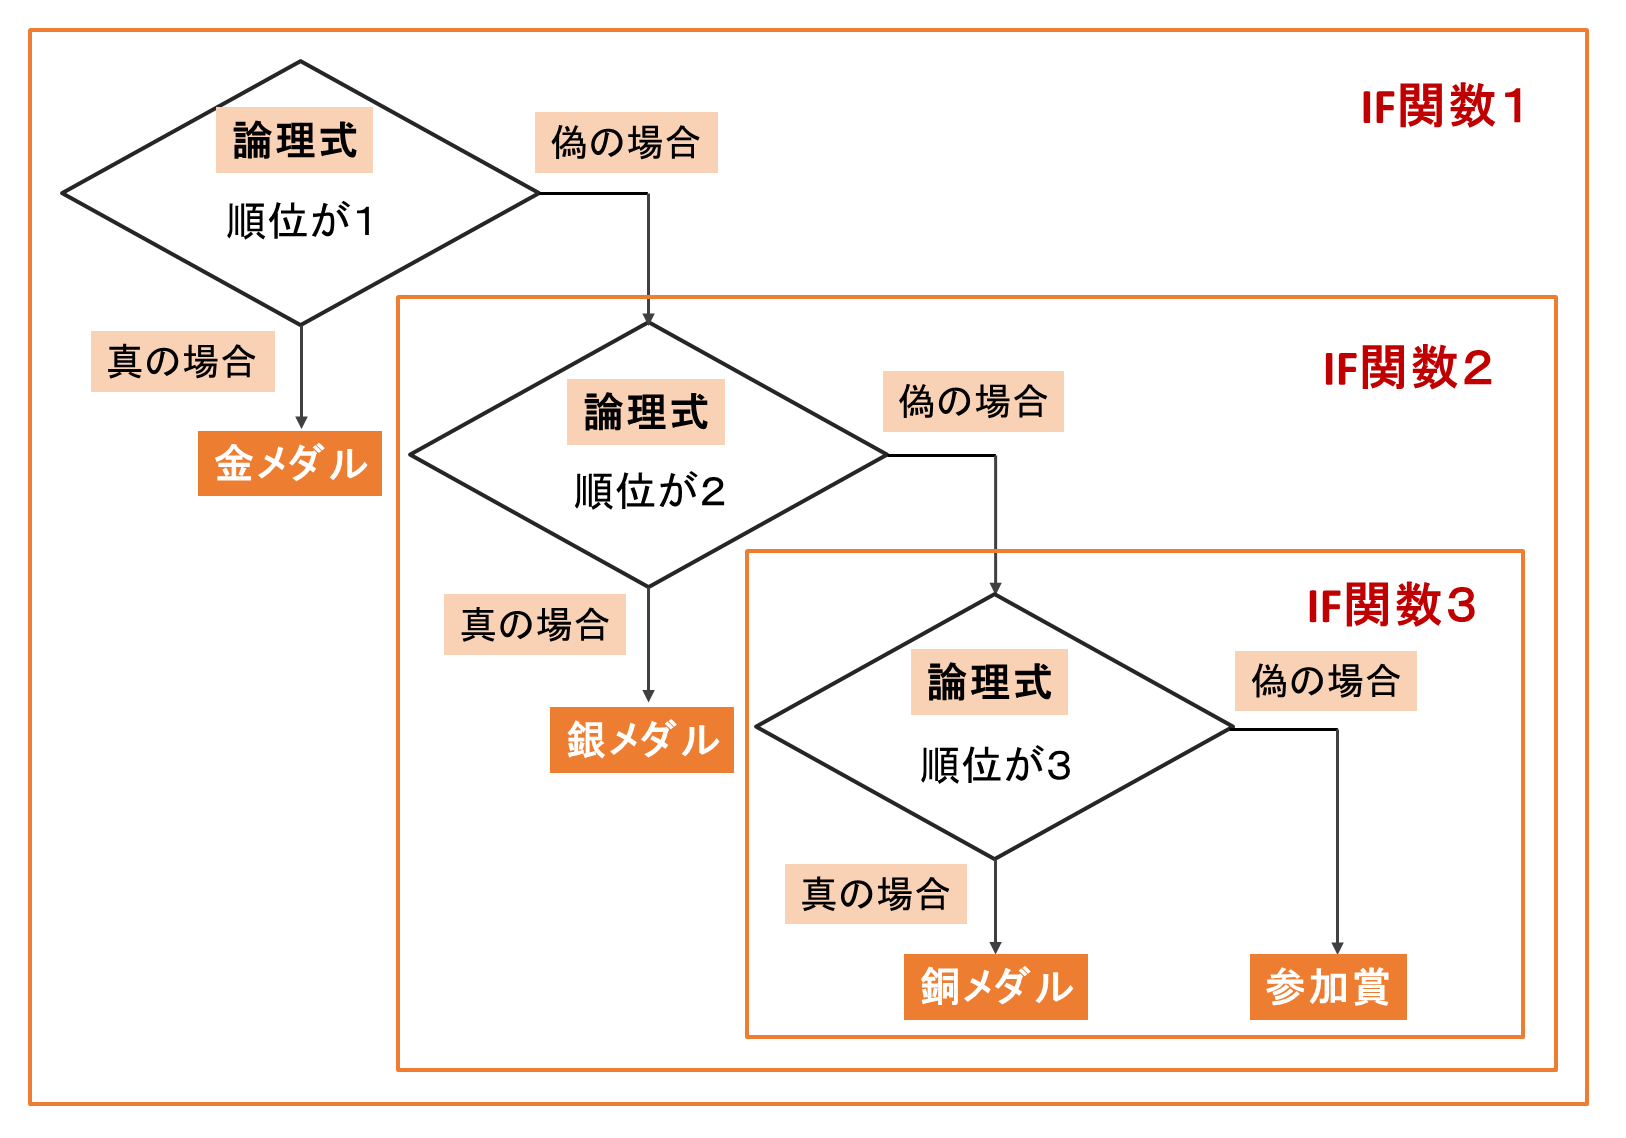 IF関数1
論理式
偽の場合
順位が1
真の場合
金メダル
IF関数2
論理式
偽の場合
順位が2
真の場合
銀メダル
IF関数3
論理式
偽の場合
順位が3
真の場合
銅メダル
参加賞